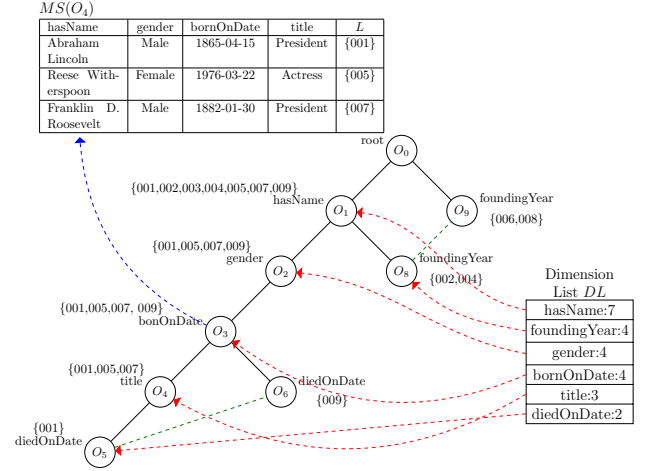 MS(O4)
hasName gender bornOnDate title L
Abraham Lincoln Male 1865-04-15 President {001}
Reese With-
erspoon Female 1976-03-22 Actress {005}
Franklin D. Roosevelt Male 1882-01-30 President {007}
root
O0
{001,002,003,004,005,007,009}
hasName
O1
foundingYear
O9
{006,008}
{001,005,007,009}
gender
O2
foundingYear
O8
{002,004}
{001,005,007, 009}
bonOnDate
O3
{001,005,007}
title
O4
diedOnDate
O6
{009}
{001}
diedOnDate
O5
Dimension
List DL
hasName:7
foundingYear:4
gender:4
bornOnDate:4
title:3
diedOnDate:2